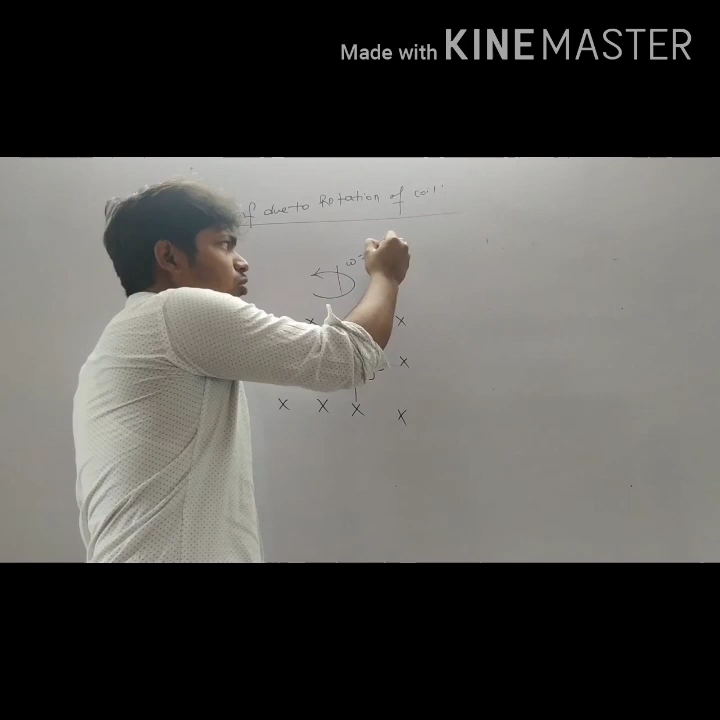 Made with KINEMASTER
f due to Rotation of coil
ω=
x x
x
x x x x